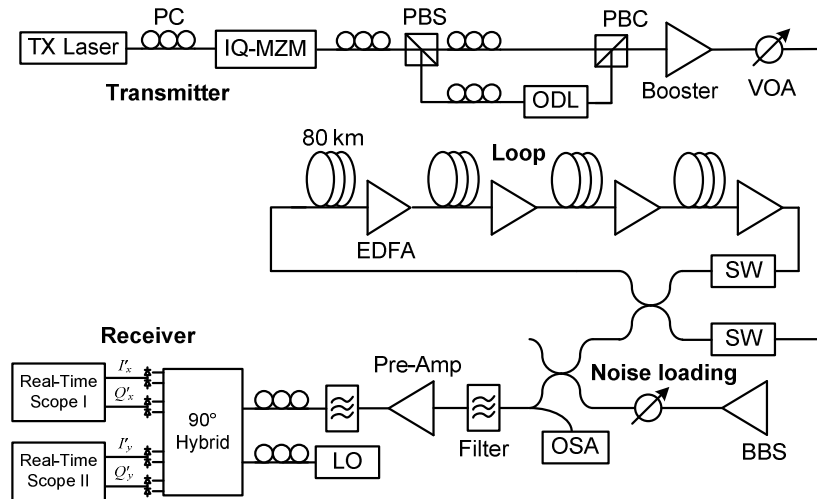 PC
PBS
PBC
TX Laser
IQ-MZM
ODL
Transmitter
Booster
VOA
80 km
Loop
EDFA
SW
SW
Receiver
Pre-Amp
Noise loading
Real-Time
Scope I
I'x
Q'x
90°
Hybrid
Filter
OSA
BBS
LO
Real-Time
Scope II
I'y
Q'y